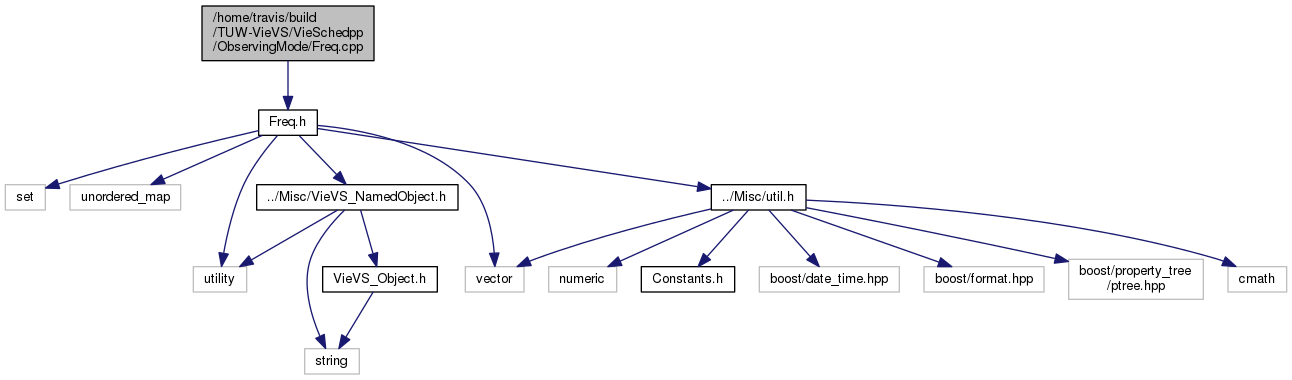 /home/travis/build
/TUW-VieVS/VieSchedpp
/ObservingMode/Freq.cpp
Freq.h
set
unordered_map
../Misc/VieVS_NamedObject.h
../Misc/util.h
utility
VieVS_Object.h
vector
numeric
Constants.h
boost/date_time.hpp
boost/format.hpp
boost/property_tree
/ptree.hpp
cmath
string